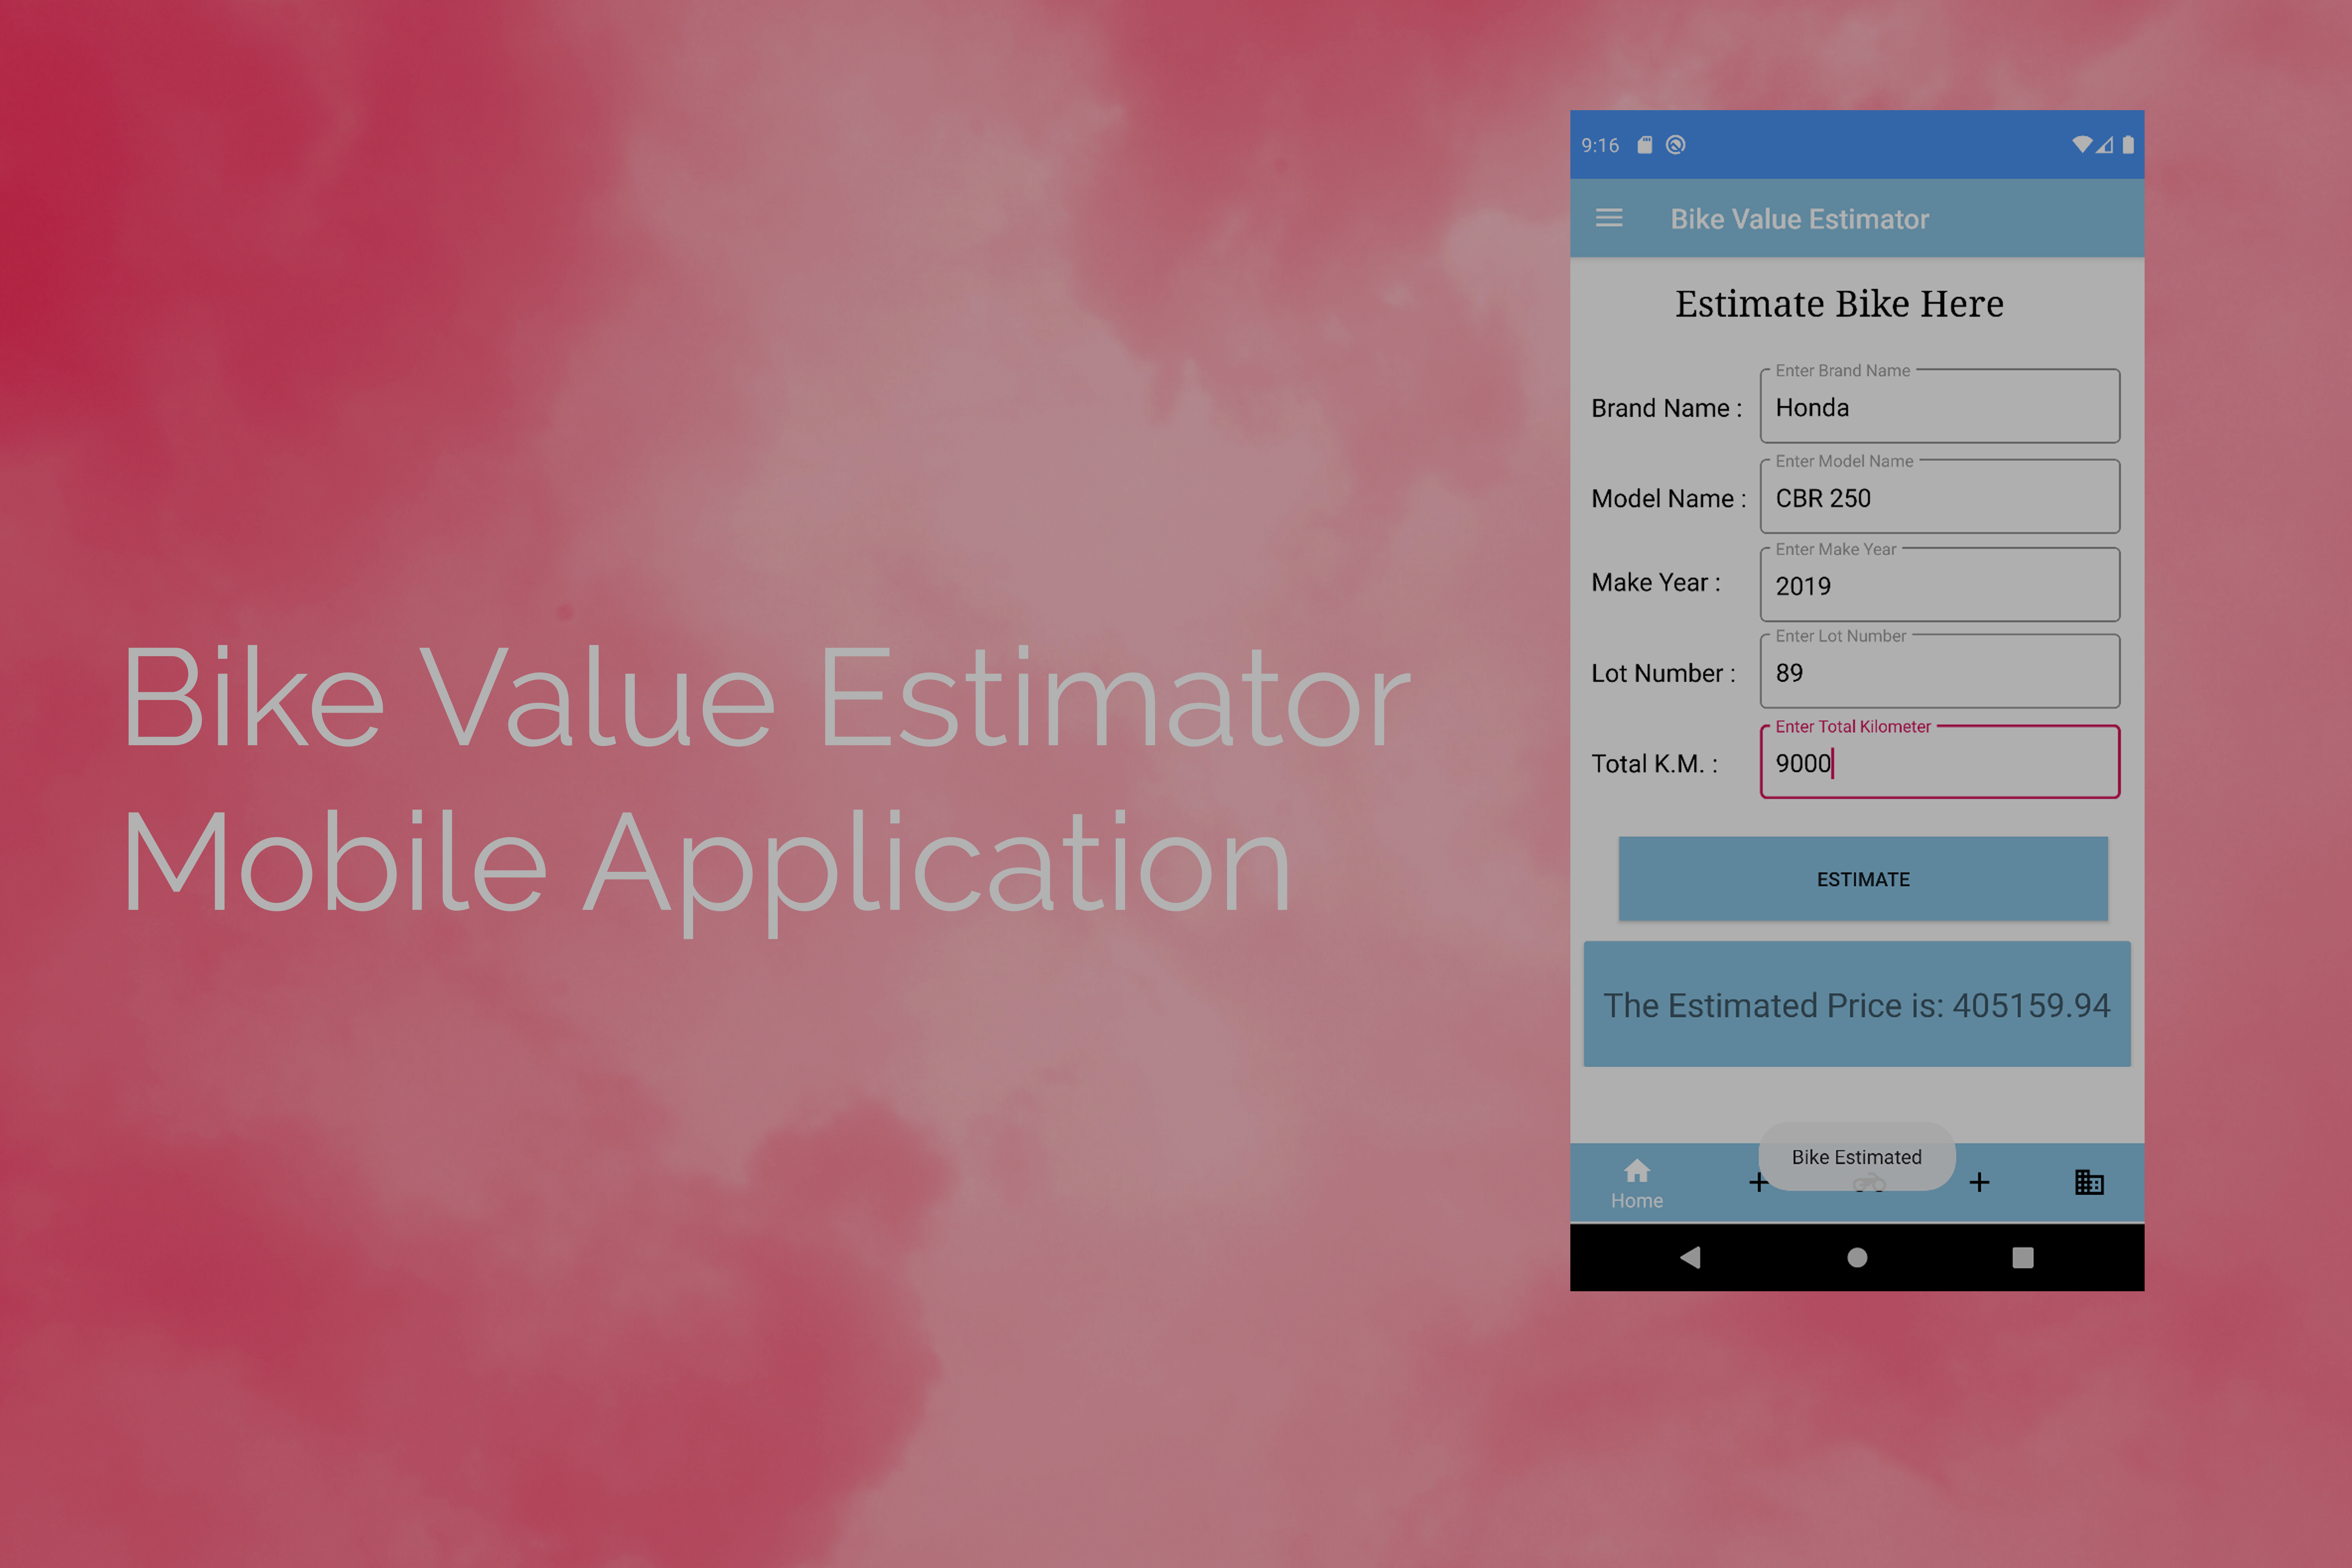 Bike Value Estimator
Mobile Application
9:16
Bike Value Estimator
Estimate Bike Here
Enter Brand Name
Brand Name : Honda
Enter Model Name
Model Name : CBR 250
Enter Make Year
Make Year : 2019
Enter Lot Number
Lot Number : 89
Enter Total Kilometer
Total K.M. : 9000
ESTIMATE
The Estimated Price is: 405159.94
Bike Estimated
Home